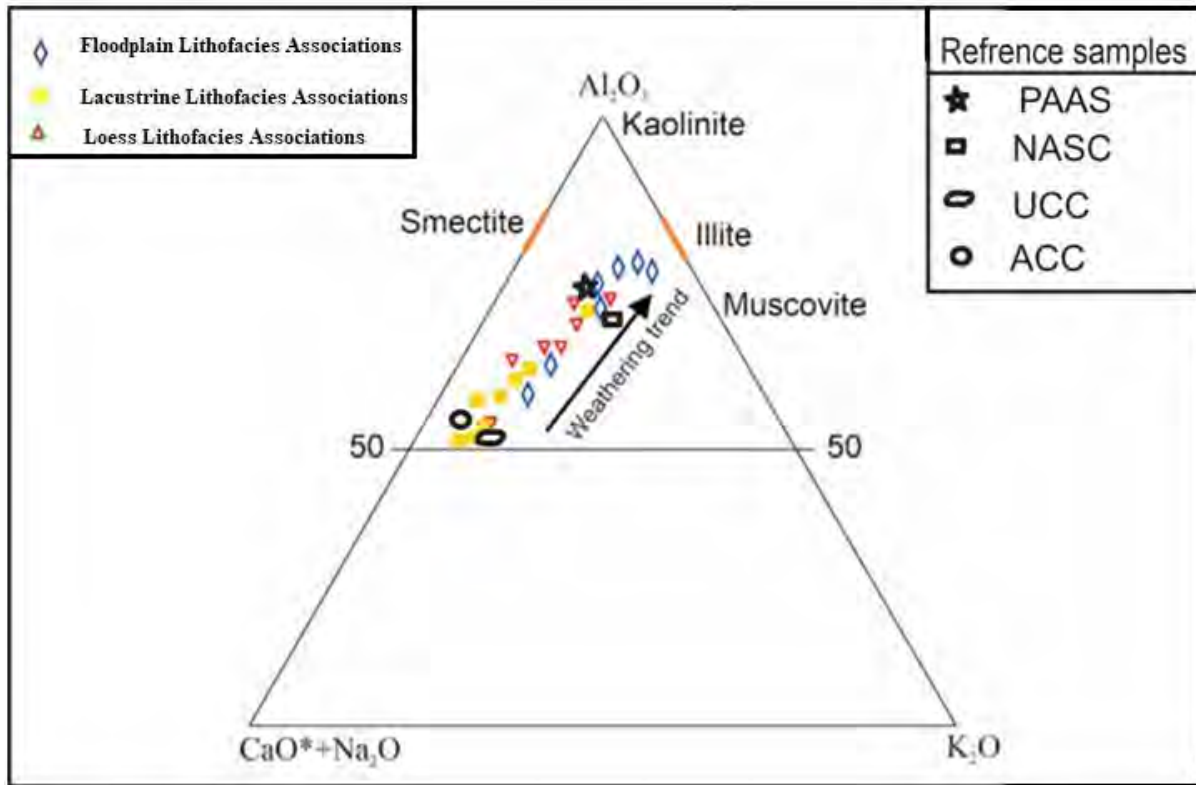 Floodplain Lithofacies Associations
Lacustrine Lithofacies Associations
Loess Lithofacies Associations
Refrence samples
PAAS
NASC
UCC
ACC
Al₂O₃
Kaolinite
Smectite
Illite
Muscovite
Weathering trend
50
50
CaO*+Na₂O
K₂O